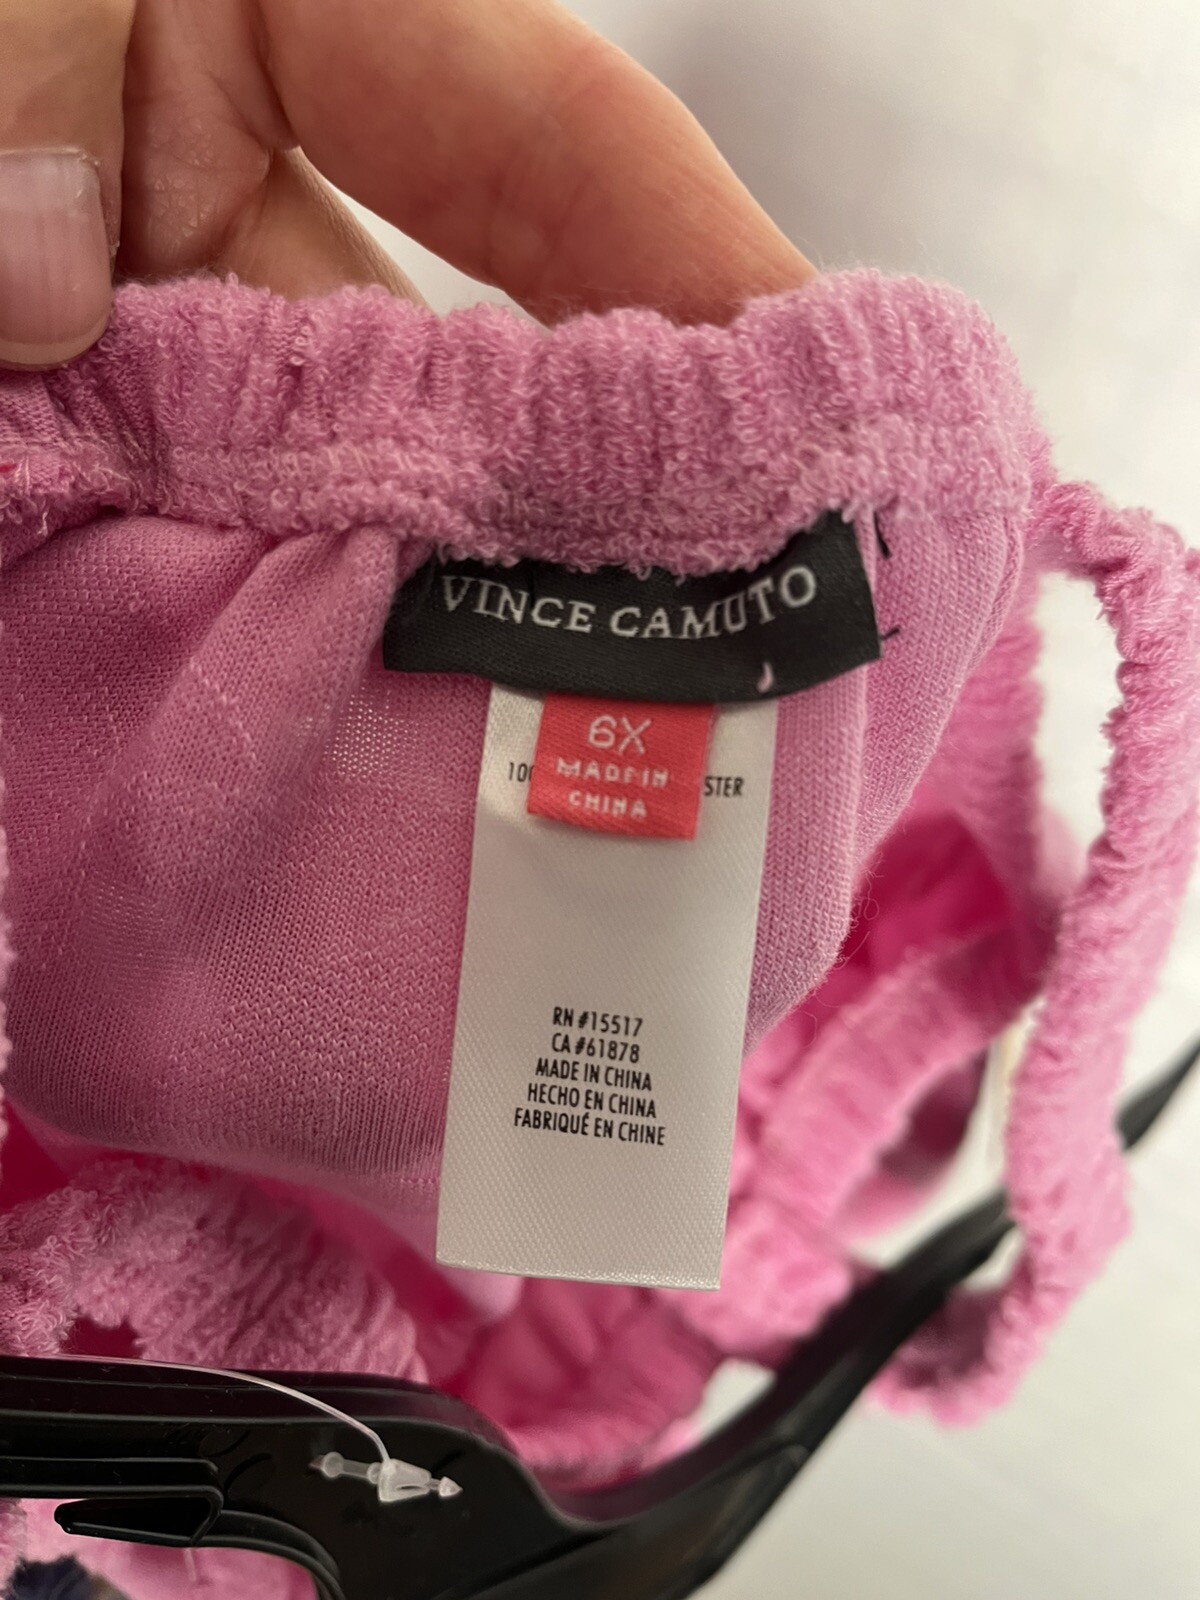 VINCE CAMUTO
6X
MADE IN
CHINA
RN #15517
CA #61878
MADE IN CHINA
HECHO EN CHINA
FABRIQUÉ EN CHINE